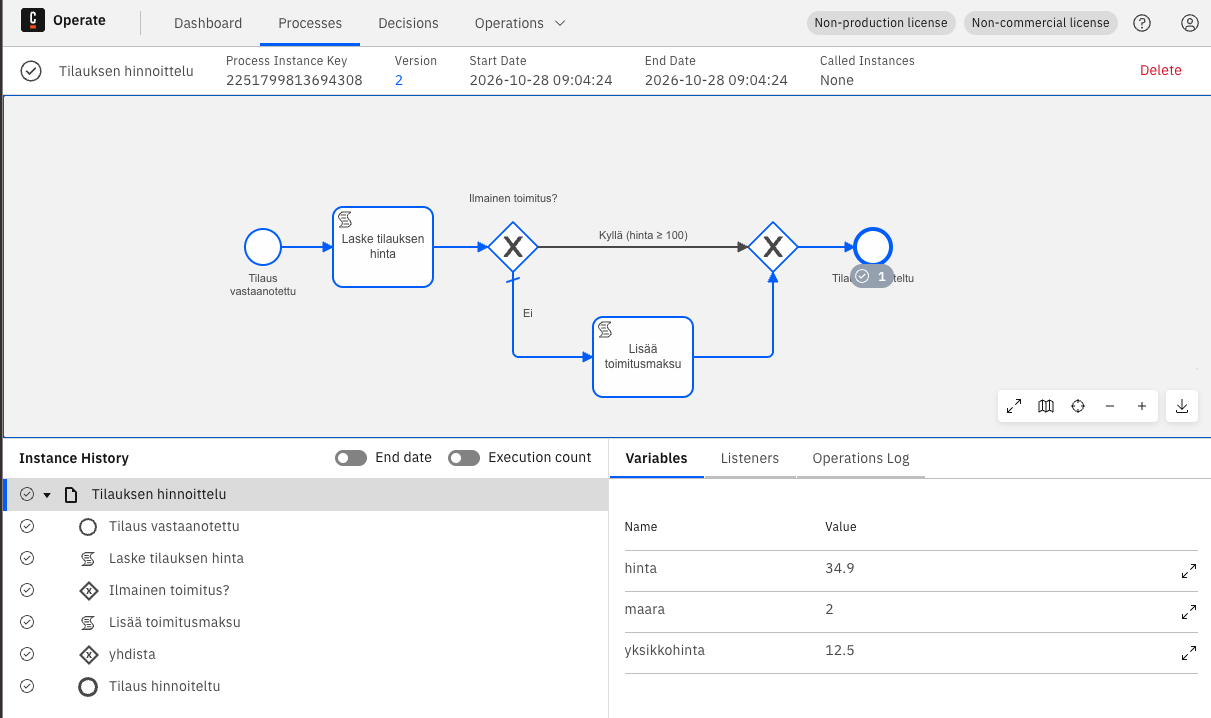 Operate
Dashboard
Processes
Decisions
Operations
Non-production license
Non-commercial license
Tilauksen hinnoittelu
Process Instance Key
2251799813694308
Version
2
Start Date
2026-10-28 09:04:24
End Date
2026-10-28 09:04:24
Called Instances
None
Delete
Ilmainen toimitus?
Laske tilauksen
hinta
Kyllä (hinta ≥ 100)
Tilaus
vastaanotettu
1
Ei
Lisää
toimitusmaksu
Instance History
End date
Execution count
Tilauksen hinnoittelu
Tilaus vastaanotettu
Laske tilauksen hinta
Ilmainen toimitus?
Lisää toimitusmaksu
yhdista
Tilaus hinnoiteltu
Variables
Listeners
Operations Log
Name
Value
hinta
34.9
maara
2
yksikkohinta
12.5